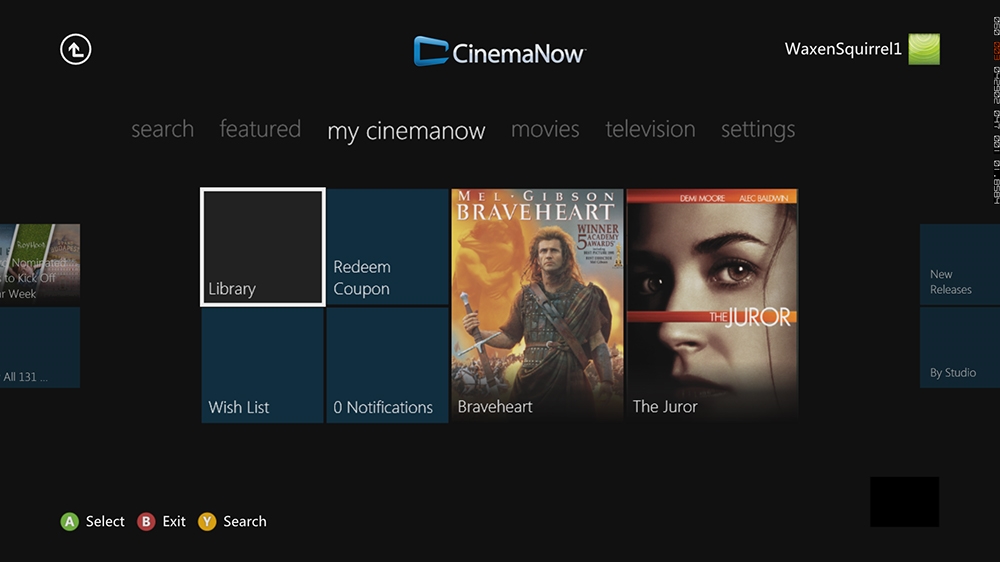 CinemaNow
WaxenSquirrel1
search featured my cinemanow movies television settings
Nominated
s to Kick Off
r Week
All 131 ...
Library
Redeem
Coupon
Wish List
0 Notifications
MEL · GIBSON
BRAVEHEART
WINNER
5 ACADEMY
AWARDS
Braveheart
DEMI MOORE ALEC BALDWIN
THE JUROR
The Juror
New
Releases
By Studio
A Select B Exit Y Search